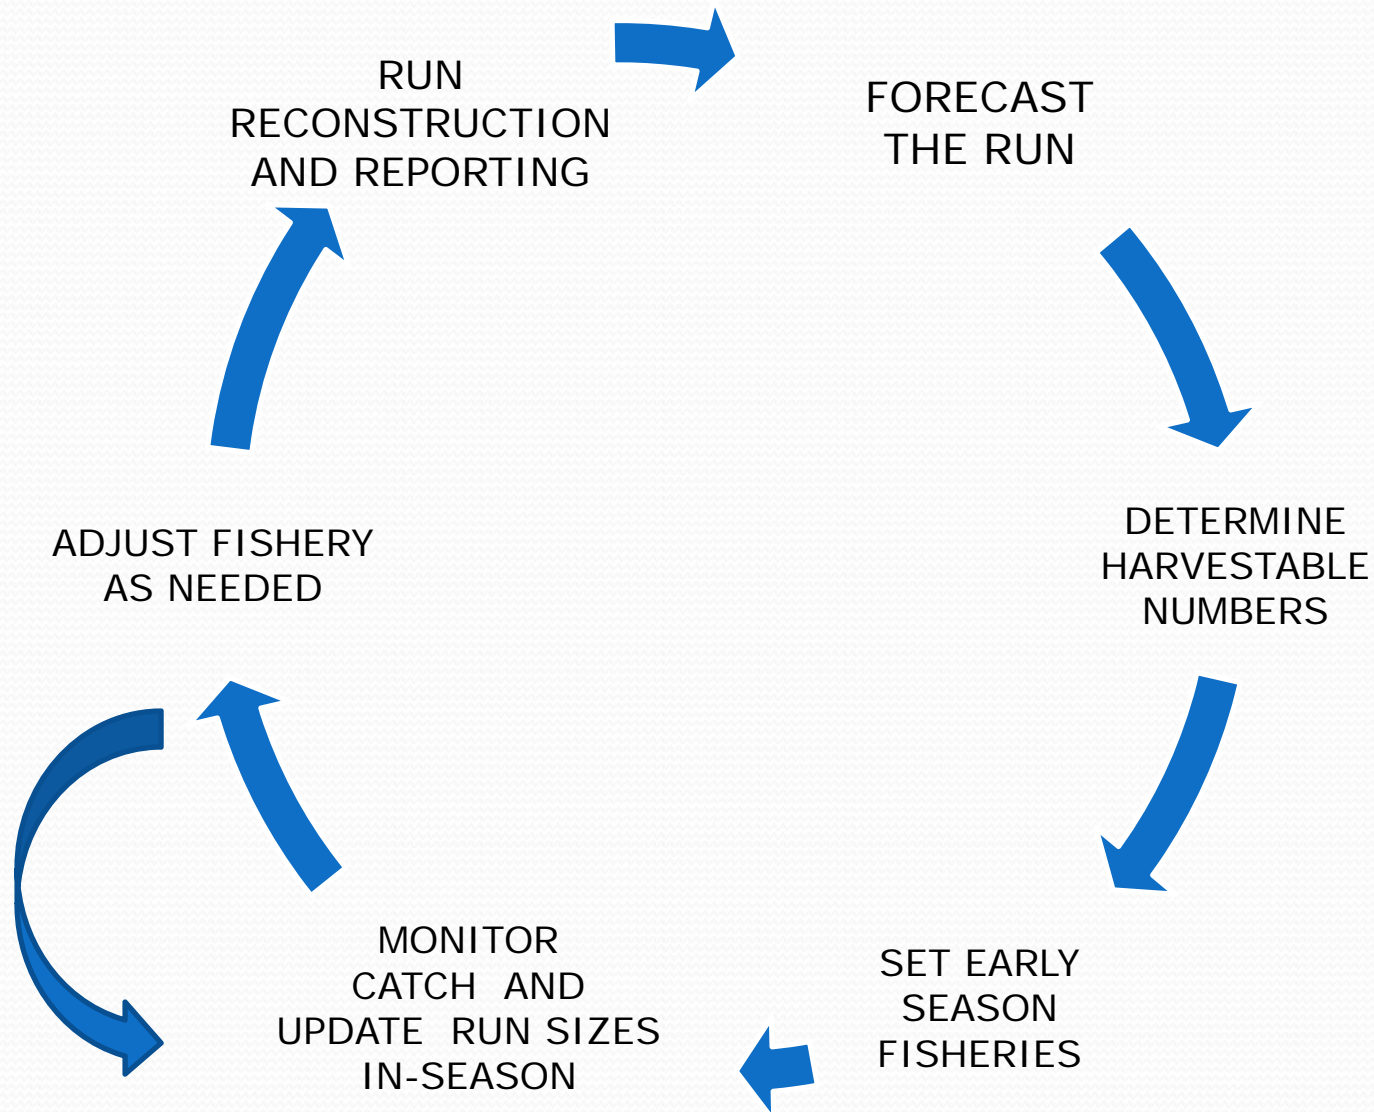 RUN
RECONSTRUCTION
AND REPORTING
FORECAST
THE RUN
DETERMINE
HARVESTABLE
NUMBERS
SET EARLY
SEASON
FISHERIES
MONITOR
CATCH AND
UPDATE RUN SIZES
IN-SEASON
ADJUST FISHERY
AS NEEDED